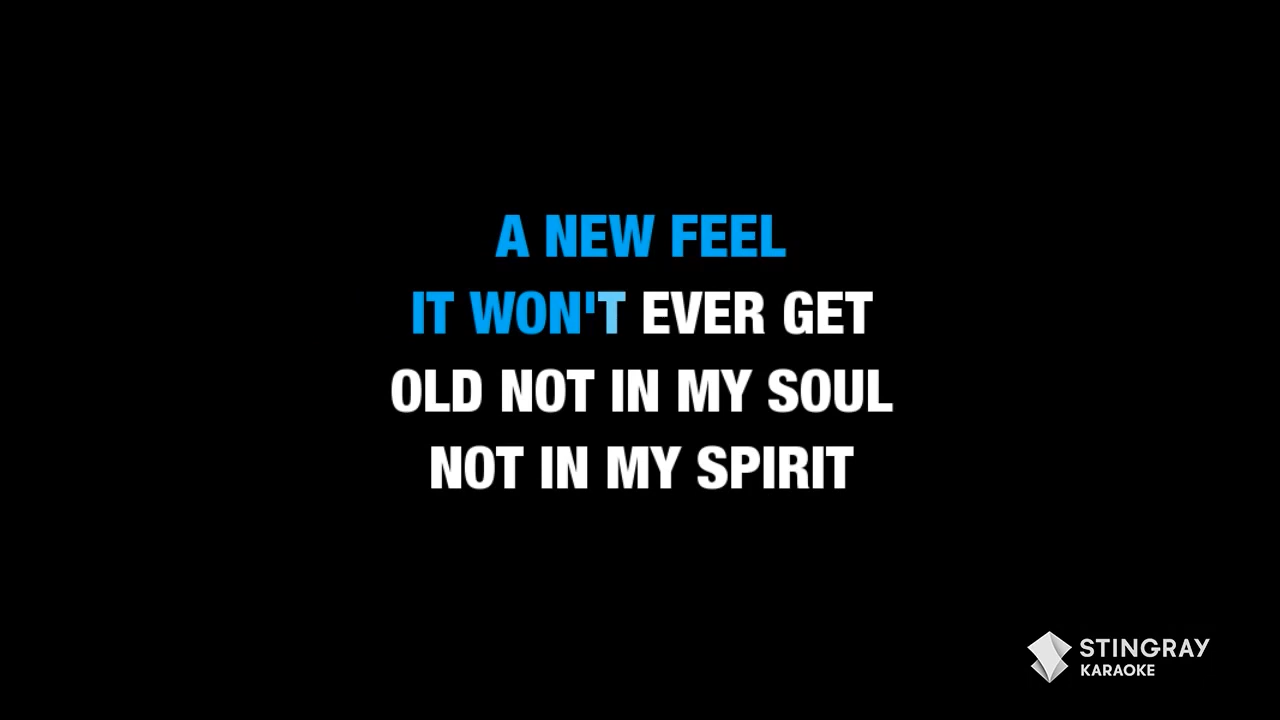 A NEW FEEL
IT WON'T EVER GET
OLD NOT IN MY SOUL
NOT IN MY SPIRIT
STINGRAY
KARAOKE